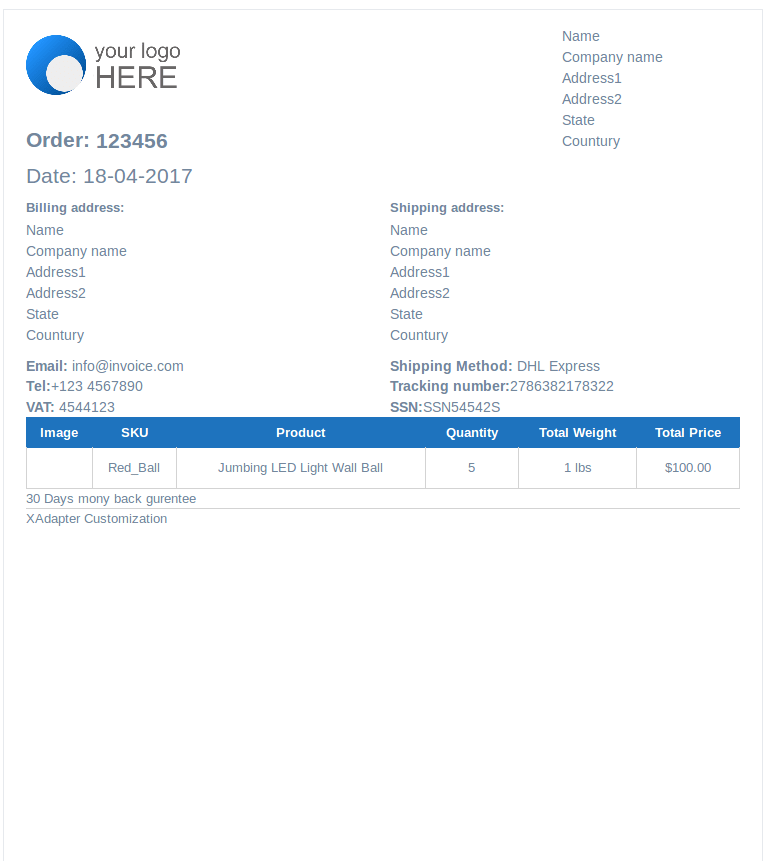 your logo
HERE
Name
Company name
Address1
Address2
State
Countury
Order: 123456
Date: 18-04-2017
Billing address:
Name
Company name
Address1
Address2
State
Countury
Shipping address:
Name
Company name
Address1
Address2
State
Countury
Email: info@invoice.com
Tel:+123 4567890
VAT: 4544123
Shipping Method: DHL Express
Tracking number:2786382178322
SSN:SSN54542S
Image SKU Product Quantity Total Weight Total Price
Red_Ball Jumbing LED Light Wall Ball 5 1 lbs $100.00
30 Days mony back gurentee
XAdapter Customization